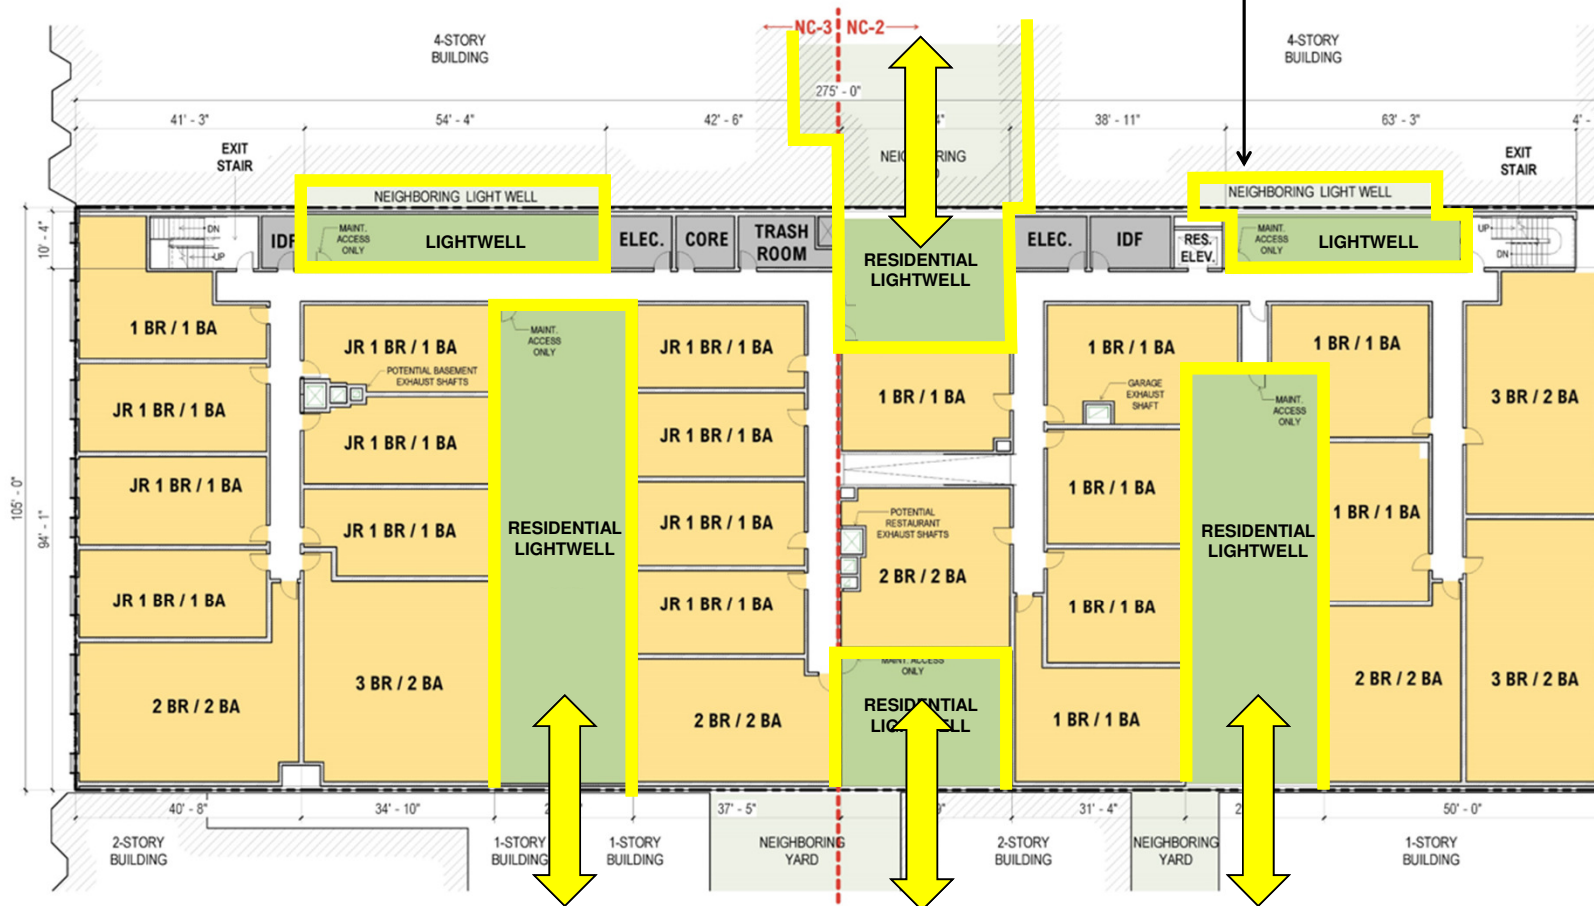 NC-3 NC-2
4-STORY
BUILDING
4-STORY
BUILDING
275' - 0"
41' - 3"
54' - 4"
42' - 6"
38' - 11"
63' - 3"
EXIT
STAIR
NEIGHBORING LIGHT WELL
NEIGHBORING LIGHT WELL
EXIT
STAIR
10' - 4"
DN
UP
IDF
MAINT.
ACCESS
ONLY
LIGHTWELL
ELEC.
CORE
TRASH
ROOM
RESIDENTIAL
LIGHTWELL
ELEC.
IDF
RES.
ELEV.
MAINT.
ACCESS
ONLY
LIGHTWELL
UP
DN
1 BR / 1 BA
JR 1 BR / 1 BA
MAINT.
ACCESS
ONLY
JR 1 BR / 1 BA
1 BR / 1 BA
1 BR / 1 BA
POTENTIAL BASEMENT
EXHAUST SHAFTS
GARAGE
EXHAUST
SHAFT
MAINT.
ACCESS
ONLY
1 BR / 1 BA
3 BR / 2 BA
JR 1 BR / 1 BA
JR 1 BR / 1 BA
JR 1 BR / 1 BA
JR 1 BR / 1 BA
1 BR / 1 BA
105' - 0"
94' - 1"
JR 1 BR / 1 BA
RESIDENTIAL
LIGHTWELL
JR 1 BR / 1 BA
POTENTIAL
RESTAURANT
EXHAUST SHAFTS
RESIDENTIAL
LIGHTWELL
1 BR / 1 BA
2 BR / 2 BA
JR 1 BR / 1 BA
JR 1 BR / 1 BA
1 BR / 1 BA
MAINT. ACCESS
ONLY
3 BR / 2 BA
2 BR / 2 BA
3 BR / 2 BA
2 BR / 2 BA
2 BR / 2 BA
RESIDENTIAL
LIGHTWELL
1 BR / 1 BA
40' - 8"
34' - 10"
37' - 5"
31' - 4"
50' - 0"
2-STORY
BUILDING
1-STORY
BUILDING
1-STORY
BUILDING
NEIGHBORING
YARD
2-STORY
BUILDING
NEIGHBORING
YARD
1-STORY
BUILDING